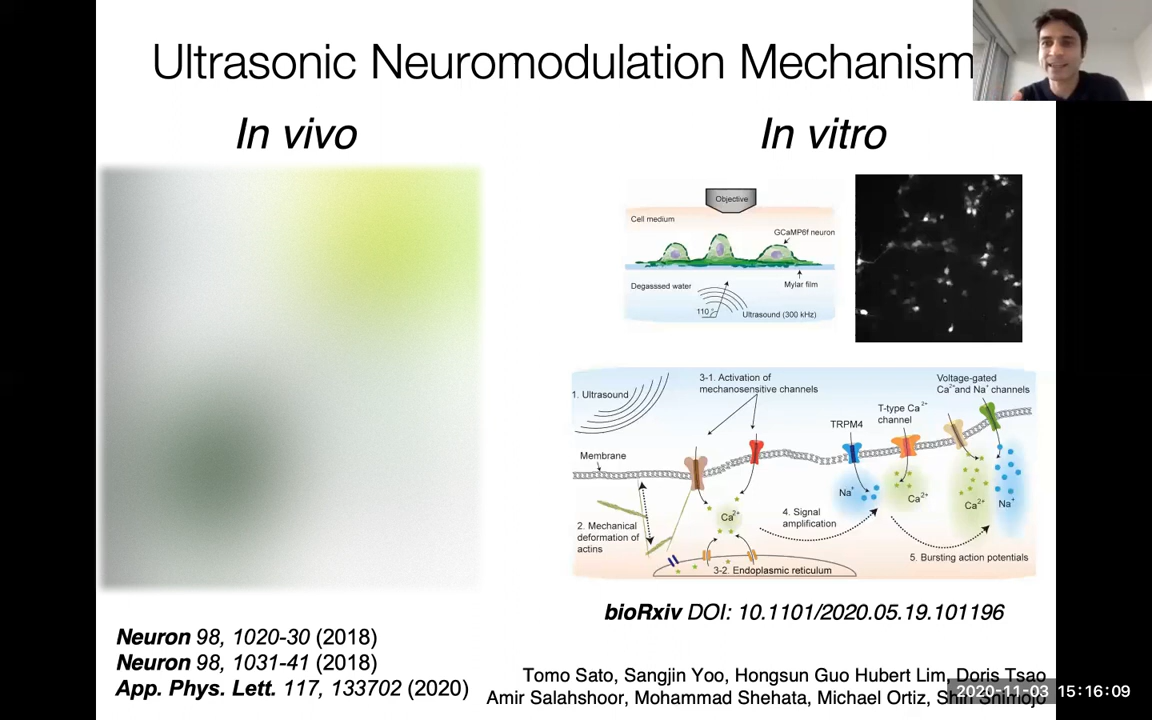 Ultrasonic Neuromodulation Mechanism
In vivo
In vitro
Objective
Cell medium
GCaMP6f neuron
Degasssed water
Mylar film
110°
Ultrasound (300 kHz)
1. Ultrasound
3-1. Activation of
mechanosensitive channels
Voltage-gated
Ca2+and Na+ channels
T-type Ca2+
channel
TRPM4
Membrane
Na+
Ca2+
Ca2+
Na+
Ca2+
2. Mechanical
deformation of
actins
4. Signal
amplification
5. Bursting action potentials
3-2. Endoplasmic reticulum
bioRxiv DOI: 10.1101/2020.05.19.101196
Neuron 98, 1020-30 (2018)
Neuron 98, 1031-41 (2018)
App. Phys. Lett. 117, 133702 (2020)
Tomo Sato, Sangjin Yoo, Hongsun Guo Hubert Lim, Doris Tsao
Amir Salahshoor, Mohammad Shehata, Michael Ortiz, Shin Shimojo
2020-11-03 15:16:09